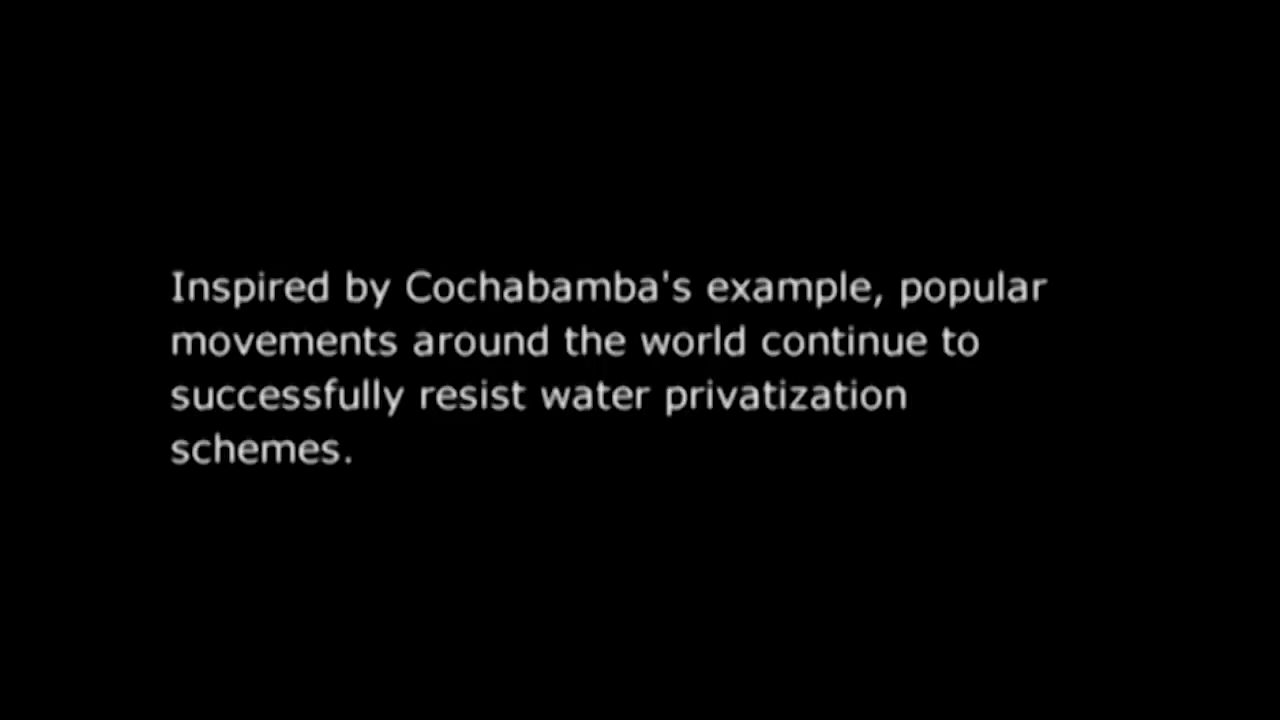 Inspired by Cochabamba's example, popular
movements around the world continue to
successfully resist water privatization
schemes.